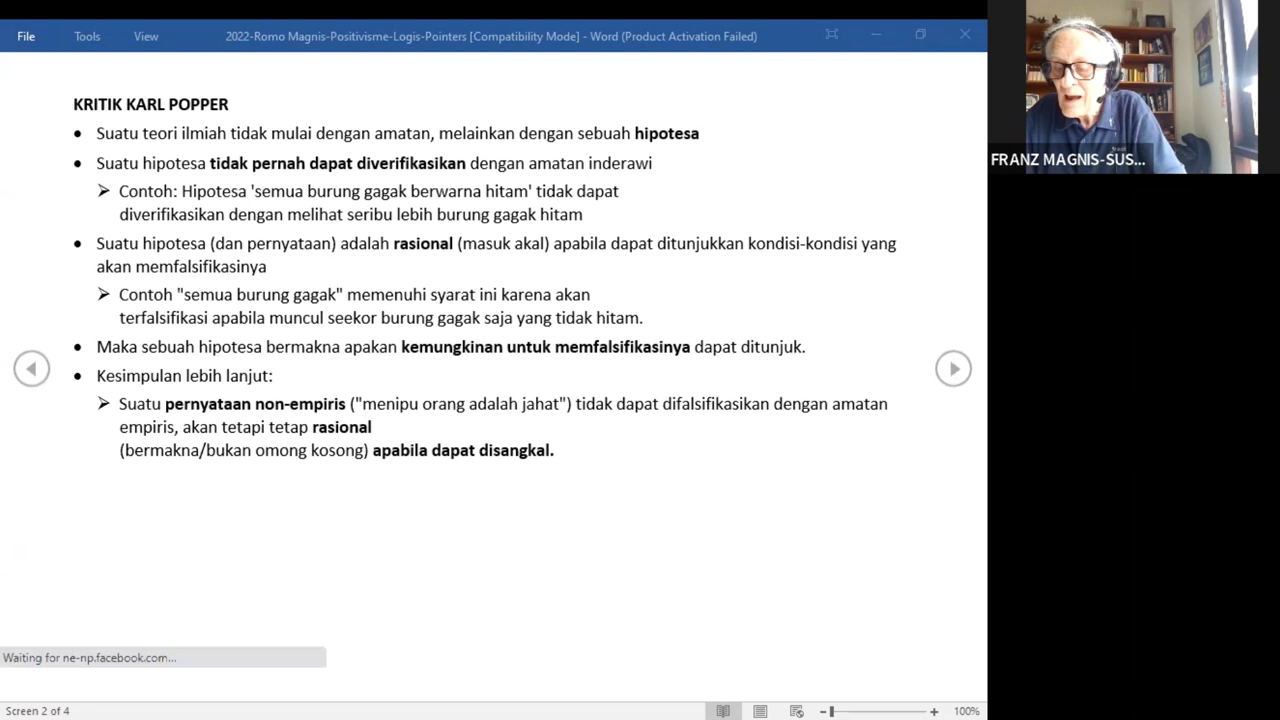 File Tools View 2022-Romo Magnis-Positivisme-Logis-Pointers [Compatibility Mode] - Word (Product Activation Failed)
KRITIK KARL POPPER
• Suatu teori ilmiah tidak mulai dengan amatan, melainkan dengan sebuah hipotesa
• Suatu hipotesa tidak pernah dapat diverifikasikan dengan amatan inderawi
➢ Contoh: Hipotesa 'semua burung gagak berwarna hitam' tidak dapat
diverifikasikan dengan melihat seribu lebih burung gagak hitam
• Suatu hipotesa (dan pernyataan) adalah rasional (masuk akal) apabila dapat ditunjukkan kondisi-kondisi yang
akan memfalsifikasinya
➢ Contoh "semua burung gagak" memenuhi syarat ini karena akan
terfalsifikasi apabila muncul seekor burung gagak saja yang tidak hitam.
• Maka sebuah hipotesa bermakna apakan kemungkinan untuk memfalsifikasinya dapat ditunjuk.
• Kesimpulan lebih lanjut:
➢ Suatu pernyataan non-empiris ("menipu orang adalah jahat") tidak dapat difalsifikasikan dengan amatan
empiris, akan tetapi tetap rasional
(bermakna/bukan omong kosong) apabila dapat disangkal.
FRANZ MAGNIS-SUS...
Waiting for ne-np.facebook.com...
Screen 2 of 4
100%